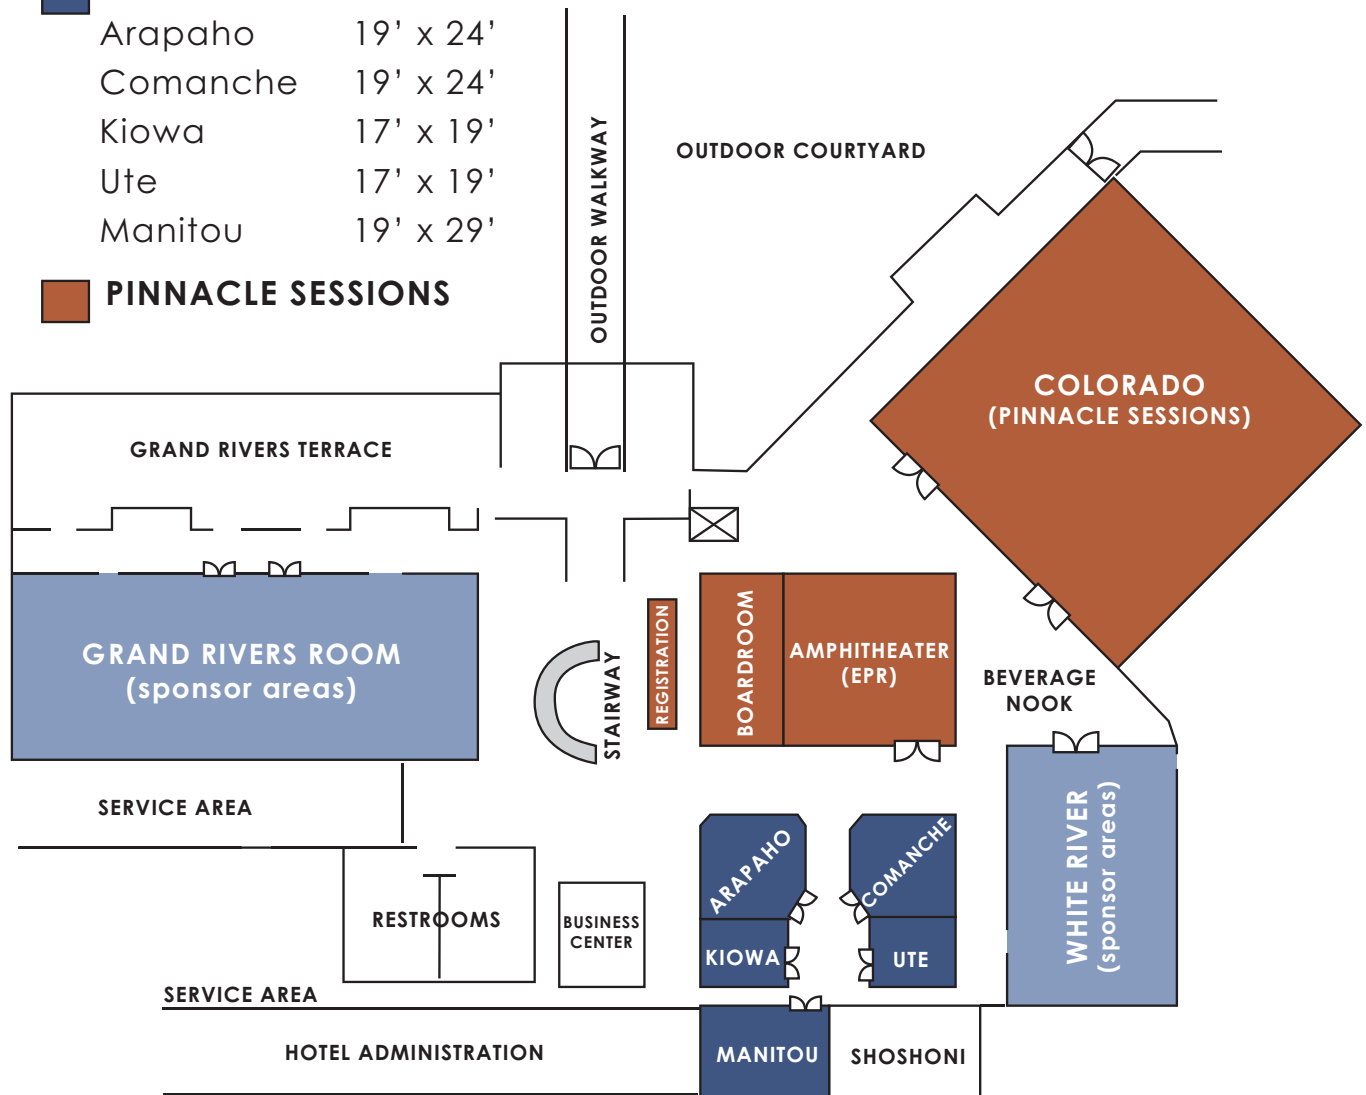 Arapaho 19’ x 24’
Comanche 19’ x 24’
Kiowa 17’ x 19’
Ute 17’ x 19’
Manitou 19’ x 29’
PINNACLE SESSIONS
OUTDOOR WALKWAY
OUTDOOR COURTYARD
COLORADO
(PINNACLE SESSIONS)
GRAND RIVERS TERRACE
GRAND RIVERS ROOM
(sponsor areas)
STAIRWAY
REGISTRATION
BOARDROOM
AMPHITHEATER
(EPR)
BEVERAGE
NOOK
SERVICE AREA
ARAPAHO
COMANCHE
WHITE RIVER
(sponsor areas)
RESTROOMS
BUSINESS
CENTER
KIOWA
UTE
SERVICE AREA
HOTEL ADMINISTRATION
MANITOU
SHOSHONI